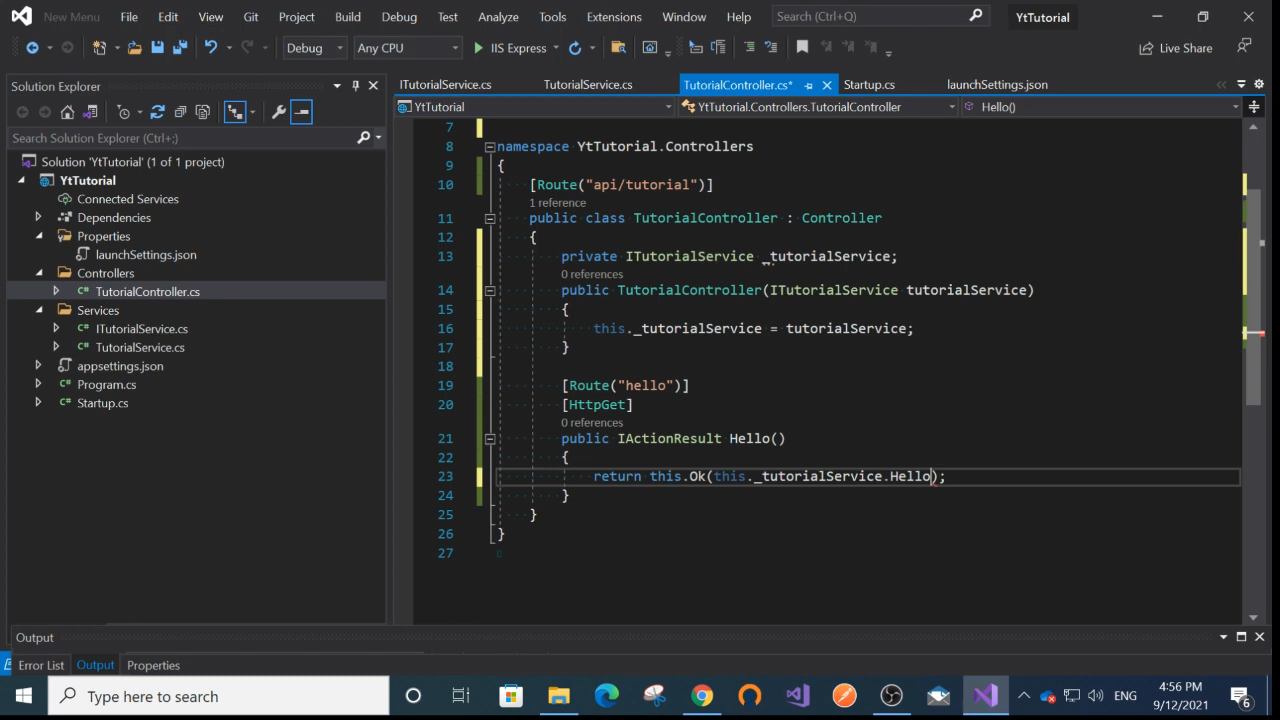 New Menu File Edit View Git Project Build Debug Test Analyze Tools Extensions Window Help Search (Ctrl+Q) YtTutorial
Debug Any CPU IIS Express Live Share
Solution Explorer
Search Solution Explorer (Ctrl+;)
Solution 'YtTutorial' (1 of 1 project)
YtTutorial
Connected Services
Dependencies
Properties
launchSettings.json
Controllers
C# TutorialController.cs
Services
C# ITutorialService.cs
C# TutorialService.cs
appsettings.json
C# Program.cs
C# Startup.cs
ITutorialService.cs TutorialService.cs TutorialController.cs* Startup.cs launchSettings.json
YtTutorial YtTutorial.Controllers.TutorialController Hello()
7
8 namespace YtTutorial.Controllers
9 {
10 [Route("api/tutorial")]
1 reference
11 public class TutorialController : Controller
12 {
13 private ITutorialService _tutorialService;
0 references
14 public TutorialController(ITutorialService tutorialService)
15 {
16 this._tutorialService = tutorialService;
17 }
18
19 [Route("hello")]
20 [HttpGet]
0 references
21 public IActionResult Hello()
22 {
23 return this.Ok(this._tutorialService.Hello);
24 }
25 }
26 }
27
Output
Error List Output Properties
Type here to search ENG 4:56 PM
9/12/2021 6